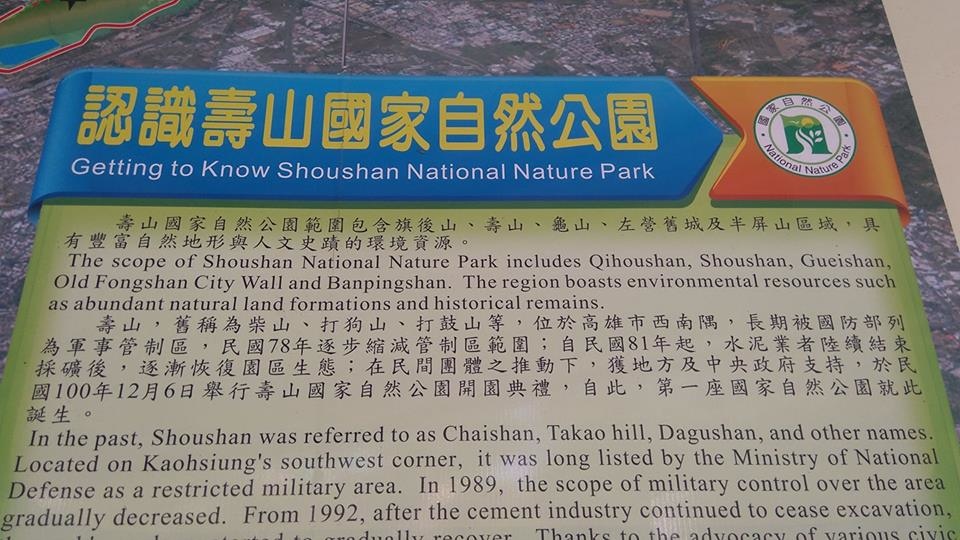 認識壽山國家自然公園
Getting to Know Shoushan National Nature Park
國家自然公園
National Nature Park
壽山國家自然公園範圍包含旗後山、壽山、龜山、左營舊城及半屏山區域，具
有豐富自然地形與人文史蹟的環境資源。
The scope of Shoushan National Nature Park includes Qihoushan, Shoushan, Gueishan,
Old Fongshan City Wall and Banpingshan. The region boasts environmental resources such
as abundant natural land formations and historical remains.
壽山，舊稱為柴山、打狗山、打鼓山等，位於高雄市西南隅，長期被國防部列
為軍事管制區，民國78年逐步縮減管制區範圍；自民國81年起，水泥業者陸續結束
採礦後，逐漸恢復園區生態；在民間團體之推動下，獲地方及中央政府支持，於民
國100年12月6日舉行壽山國家自然公園開園典禮，自此，第一座國家自然公園就此
誕生。
In the past, Shoushan was referred to as Chaishan, Takao hill, Dagushan, and other names.
Located on Kaohsiung's southwest corner, it was long listed by the Ministry of National
Defense as a restricted military area. In 1989, the scope of military control over the area
gradually decreased. From 1992, after the cement industry continued to cease excavation,
started to gradually recover. Thanks to the advocacy of various civic